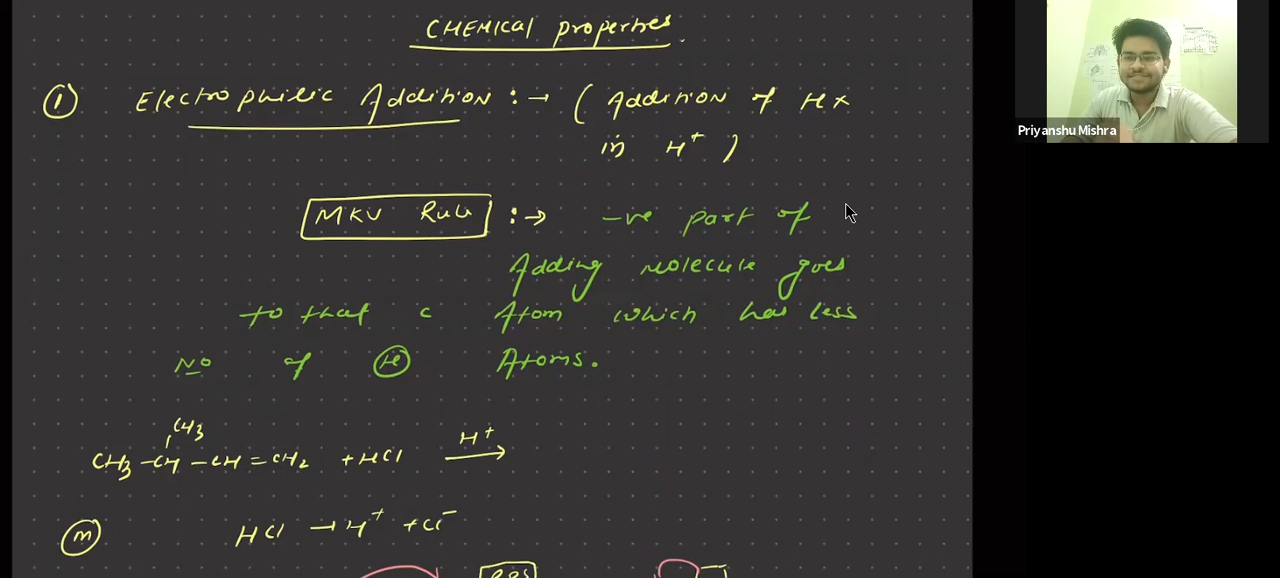 CHEMICAL properties.
① Electrophilic Addition :→ ( Addition of Hx
in H+ )
MKV Rule :→ -ve part of
Adding molecule goes
to that C Atom which has less
No of (H) Atoms.
CH3
CH3 -CH -CH = CH2 +HCl H+ →
(m) HCl → H+ + Cl-
Priyanshu Mishra